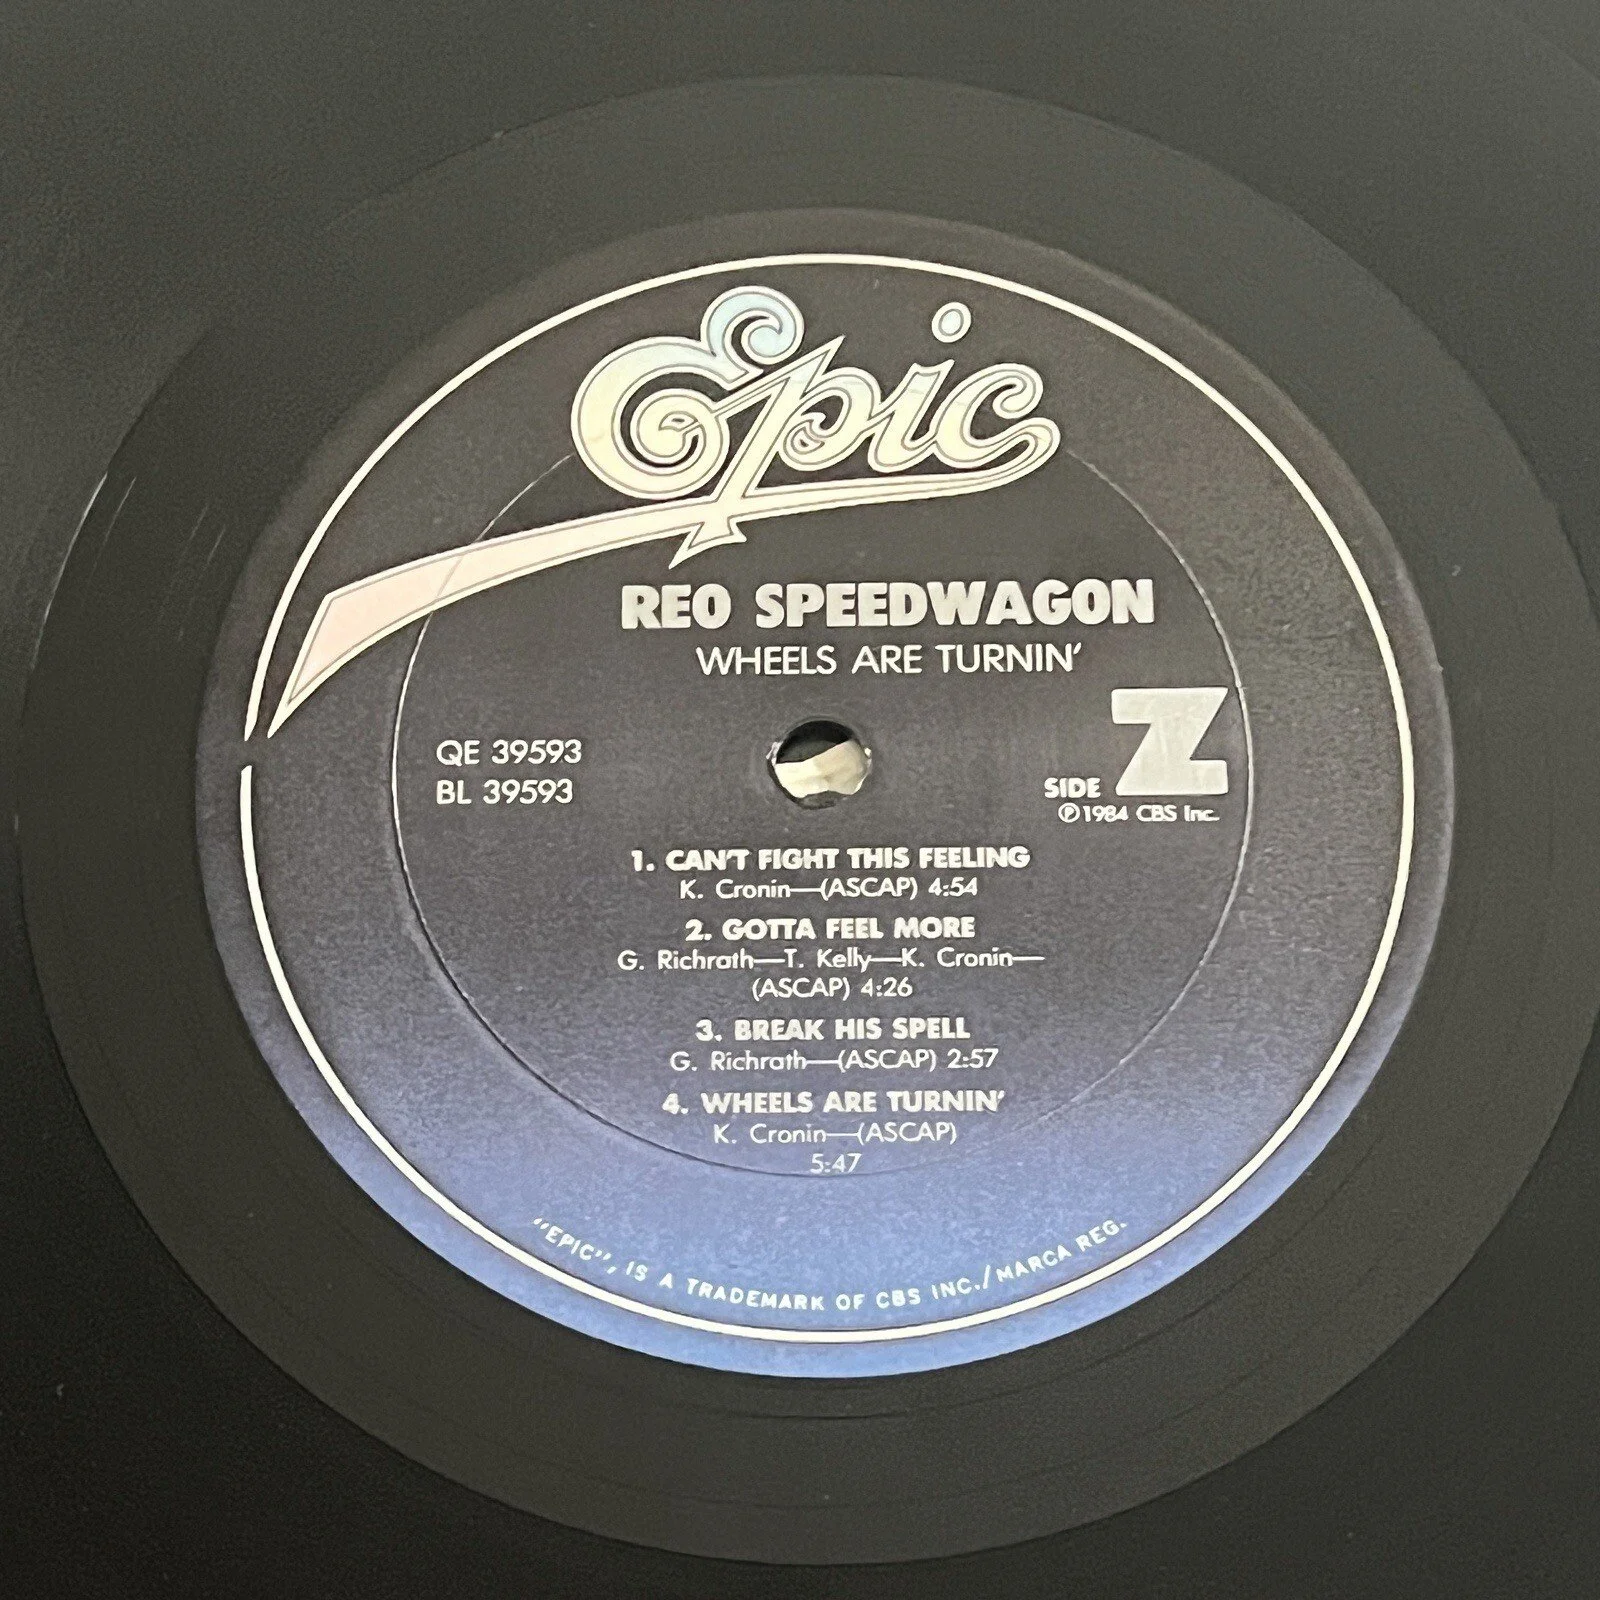 Epic
REO SPEEDWAGON
WHEELS ARE TURNIN'
QE 39593
BL 39593
SIDE Z
℗1984 CBS Inc.
1. CAN'T FIGHT THIS FEELING
K. Cronin—(ASCAP) 4:54
2. GOTTA FEEL MORE
G. Richrath—T. Kelly—K. Cronin—
(ASCAP) 4:26
3. BREAK HIS SPELL
G. Richrath—(ASCAP) 2:57
4. WHEELS ARE TURNIN'
K. Cronin—(ASCAP)
5:47
"EPIC", IS A TRADEMARK OF CBS INC./MARCA REG.